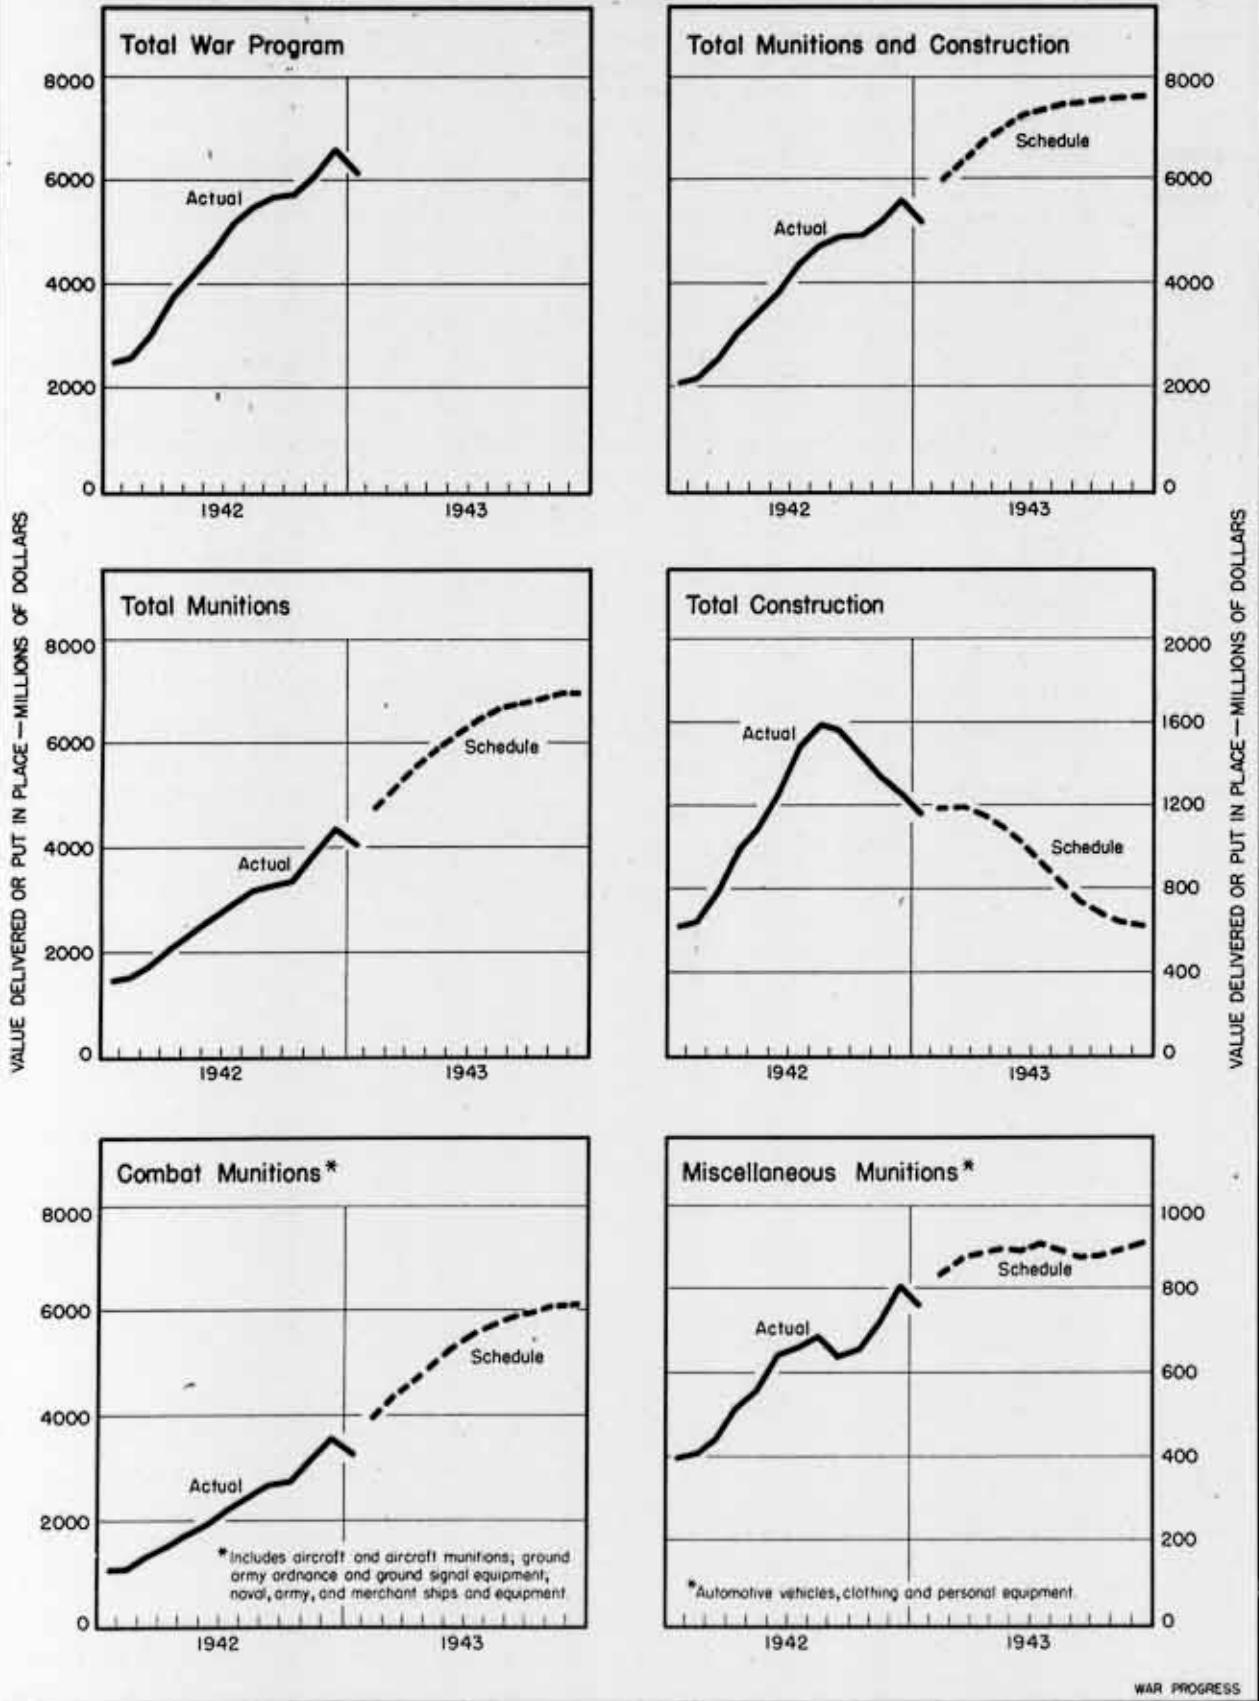 Total War Program
8000
6000
4000
2000
0
Actual
1942
1943
Total Munitions and Construction
8000
6000
4000
2000
0
Actual
Schedule
1942
1943
VALUE DELIVERED OR PUT IN PLACE — MILLIONS OF DOLLARS
Total Munitions
8000
6000
4000
2000
0
Actual
Schedule
1942
1943
Total Construction
2000
1600
1200
800
400
0
Actual
Schedule
1942
1943
VALUE DELIVERED OR PUT IN PLACE — MILLIONS OF DOLLARS
Combat Munitions*
8000
6000
4000
2000
0
Actual
Schedule
*Includes aircraft and aircraft munitions; ground
army ordnance and ground signal equipment;
naval, army, and merchant ships and equipment.
1942
1943
Miscellaneous Munitions*
1000
800
600
400
200
0
Actual
Schedule
*Automotive vehicles, clothing and personal equipment.
1942
1943
WAR PROGRESS